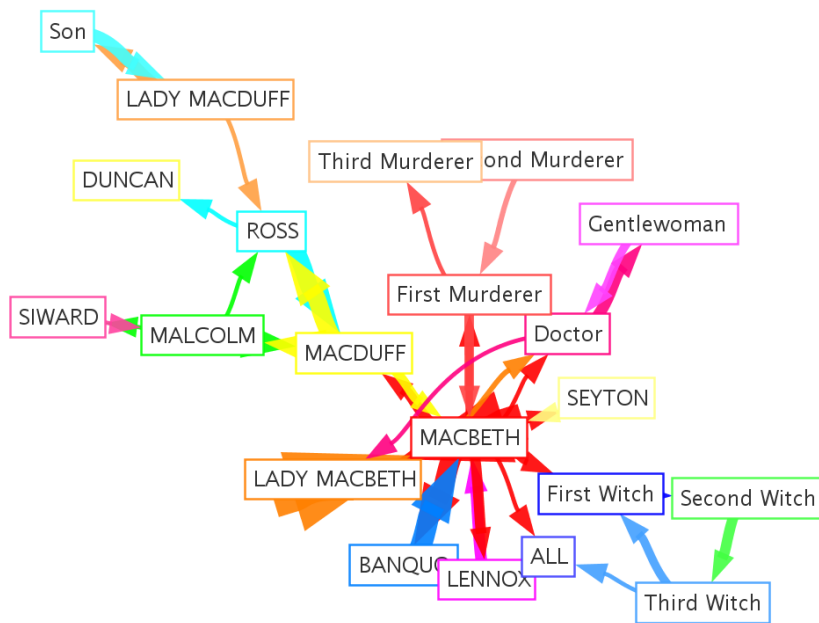 Son
LADY MACDUFF
Third Murderer
ond Murderer
DUNCAN
Gentlewoman
ROSS
First Murderer
SIWARD
MALCOLM
MACDUFF
Doctor
SEYTON
MACBETH
LADY MACBETH
First Witch
Second Witch
BANQUO
LENNOX
ALL
Third Witch